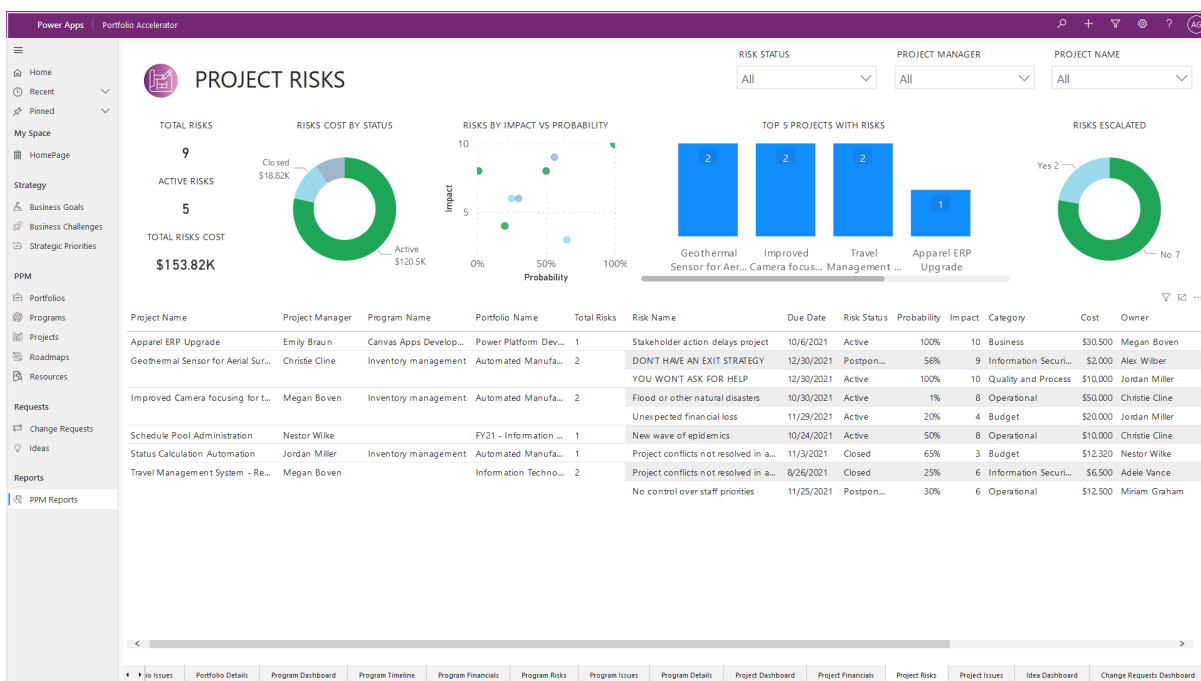 Power Apps Portfolio Accelerator
AG
Home
Recent
Pinned
My Space
HomePage
Strategy
Business Goals
Business Challenges
Strategic Priorities
PPM
Portfolios
Programs
Projects
Roadmaps
Resources
Requests
Change Requests
Ideas
Reports
PPM Reports
PROJECT RISKS
RISK STATUS
All
PROJECT MANAGER
All
PROJECT NAME
All
TOTAL RISKS
9
ACTIVE RISKS
5
TOTAL RISKS COST
$153.82K
RISKS COST BY STATUS
Closed
$18.82K
Active
$120.5K
RISKS BY IMPACT VS PROBABILITY
10
5
Impact
0% 50% 100%
Probability
TOP 5 PROJECTS WITH RISKS
2 2 2 1
Geothermal Sensor for Aer...
Improved Camera focus...
Travel Management ...
Apparel ERP Upgrade
RISKS ESCALATED
Yes 2
No 7
Project Name Project Manager Program Name Portfolio Name Total Risks Risk Name Due Date Risk Status Probability Impact Category Cost Owner
Apparel ERP Upgrade Emily Braun Canvas Apps Develop... Power Platform Dev... 1 Stakeholder action delays project 10/6/2021 Active 100% 10 Business $30,500 Megan Boven
Geothermal Sensor for Aerial Sur... Christie Cline Inventory management Automated Manufa... 2 DON'T HAVE AN EXIT STRATEGY 12/30/2021 Postpon... 56% 9 Information Securi... $2,000 Alex Wilber
YOU WON'T ASK FOR HELP 12/30/2021 Active 100% 10 Quality and Process $10,000 Jordan Miller
Improved Camera focusing for t... Megan Boven Inventory management Automated Manufa... 2 Flood or other natural disasters 10/30/2021 Active 1% 8 Operational $50,000 Christie Cline
Unexpected financial loss 11/29/2021 Active 20% 4 Budget $20,000 Jordan Miller
Schedule Pool Administration Nestor Wilke FY21 - Information ... 1 New wave of epidemics 10/24/2021 Active 50% 8 Operational $10,000 Christie Cline
Status Calculation Automation Jordan Miller Inventory management Automated Manufa... 1 Project conflicts not resolved in a... 11/3/2021 Closed 65% 3 Budget $12,320 Nestor Wilke
Travel Management System - Re... Megan Boven Information Techno... 2 Project conflicts not resolved in a... 8/26/2021 Closed 25% 6 Information Securi... $6,500 Adele Vance
No control over staff priorities 11/25/2021 Postpon... 30% 6 Operational $12,500 Miriam Graham
io Issues Portfolio Details Program Dashboard Program Timeline Program Financials Program Risks Program Issues Program Details Project Dashboard Project Financials Project Risks Project Issues Idea Dashboard Change Requests Dashboard